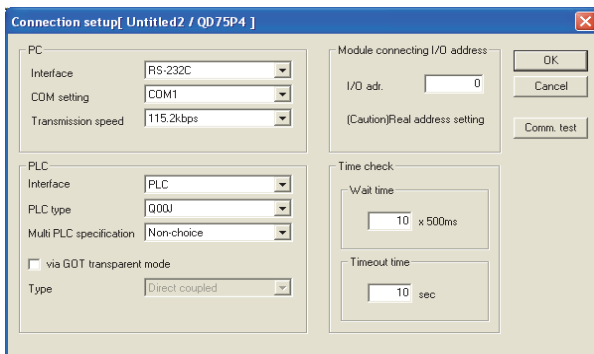 Connection setup[ Untitled2 / QD75P4 ]
PC
Interface
RS-232C
COM setting
COM1
Transmission speed
115.2kbps
Module connecting I/O address
I/O adr.
0
(Caution)Real address setting
OK
Cancel
Comm. test
PLC
Interface
PLC
PLC type
Q00J
Multi PLC specification
Non-choice
via GOT transparent mode
Type
Direct coupled
Time check
Wait time
10 x 500ms
Timeout time
10 sec